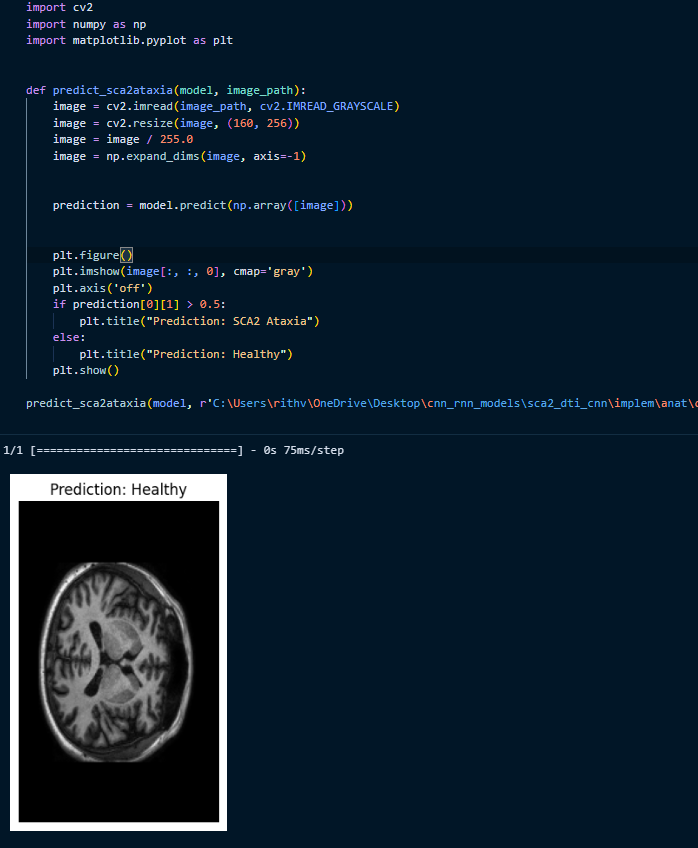 import cv2
import numpy as np
import matplotlib.pyplot as plt
def predict_sca2ataxia(model, image_path):
image = cv2.imread(image_path, cv2.IMREAD_GRAYSCALE)
image = cv2.resize(image, (160, 256))
image = image / 255.0
image = np.expand_dims(image, axis=-1)
prediction = model.predict(np.array([image]))
plt.figure()
plt.imshow(image[:, :, 0], cmap='gray')
plt.axis('off')
if prediction[0][1] > 0.5:
plt.title("Prediction: SCA2 Ataxia")
else:
plt.title("Prediction: Healthy")
plt.show()
predict_sca2ataxia(model, r'C:\Users\rithv\OneDrive\Desktop\cnn_rnn_models\sca2_dti_cnn\implem\anat\
1/1 [==============================] - 0s 75ms/step
Prediction: Healthy